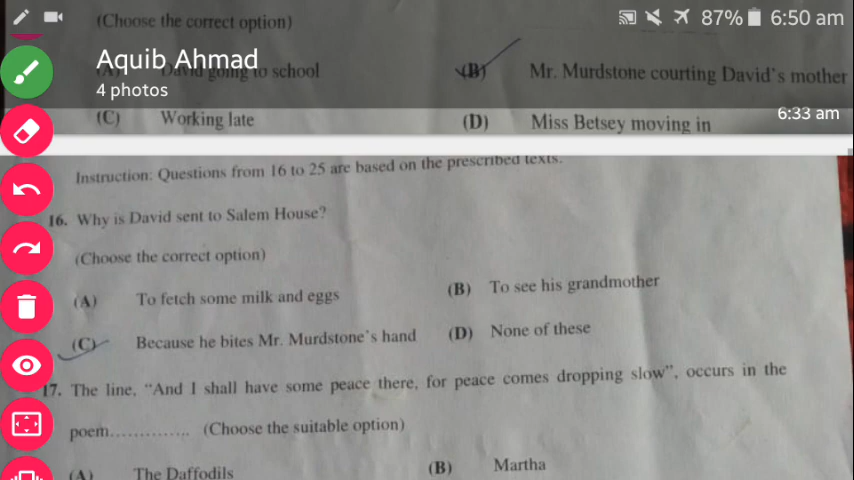 87% 6:50 am
(Choose the correct option)
Aquib Ahmad
4 photos
6:33 am
(A) David going to school (B) Mr. Murdstone courting David's mother
(C) Working late (D) Miss Betsey moving in
Instruction: Questions from 16 to 25 are based on the prescribed texts.
16. Why is David sent to Salem House?
(Choose the correct option)
(A) To fetch some milk and eggs (B) To see his grandmother
(C) Because he bites Mr. Murdstone's hand (D) None of these
17. The line, "And I shall have some peace there, for peace comes dropping slow", occurs in the
poem.............. (Choose the suitable option)
(A) The Daffodils (B) Martha